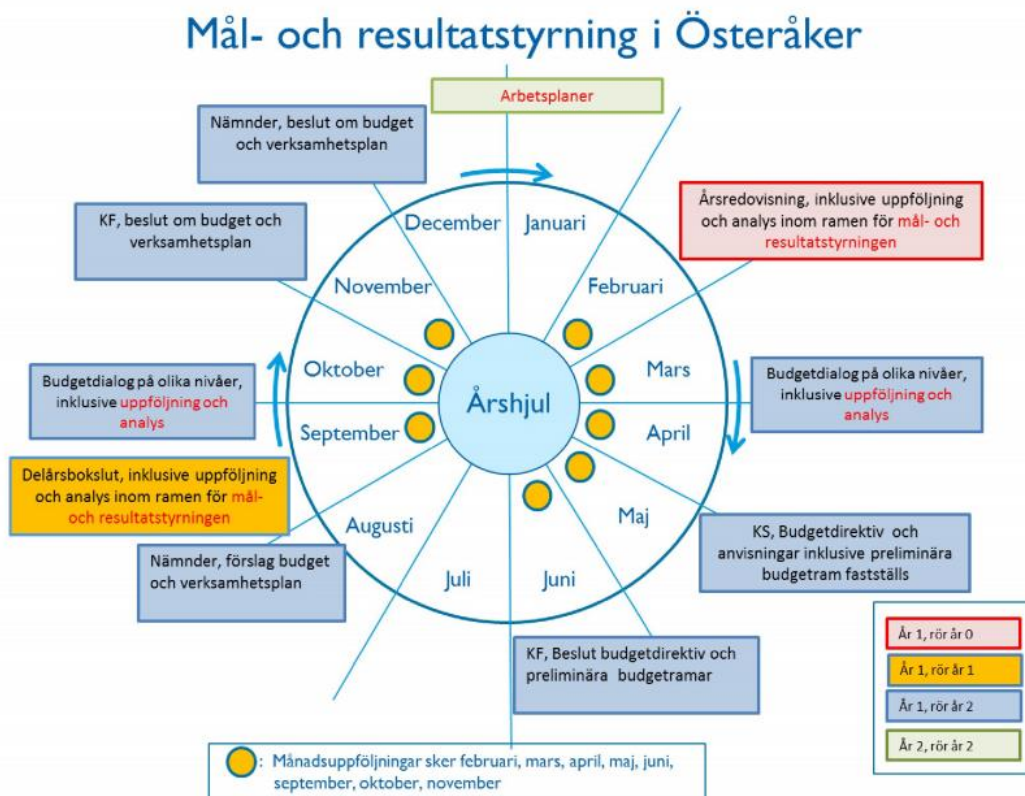 Mål- och resultatstyrning i Österåker
Arbetsplaner
Nämnder, beslut om budget
och verksamhetsplan
KF, beslut om budget och
verksamhetsplan
Årsredovisning, inklusive uppföljning
och analys inom ramen för mål- och
resultatstyrningen
December
Januari
November
Februari
Oktober
Mars
September
April
Augusti
Maj
Juli
Juni
Årshjul
Budgetdialog på olika nivåer,
inklusive uppföljning och
analys
Budgetdialog på olika nivåer,
inklusive uppföljning och
analys
Delårsbokslut, inklusive uppföljning
och analys inom ramen för mål-
och resultatstyrningen
Nämnder, förslag budget
och verksamhetsplan
KS, Budgetdirektiv och
anvisningar inklusive preliminära
budgetram fastställs
KF, Beslut budgetdirektiv och
preliminära budgetramar
År 1, rör år 0
År 1, rör år 1
År 1, rör år 2
År 2, rör år 2
: Månadsuppföljningar sker februari, mars, april, maj, juni,
september, oktober, november